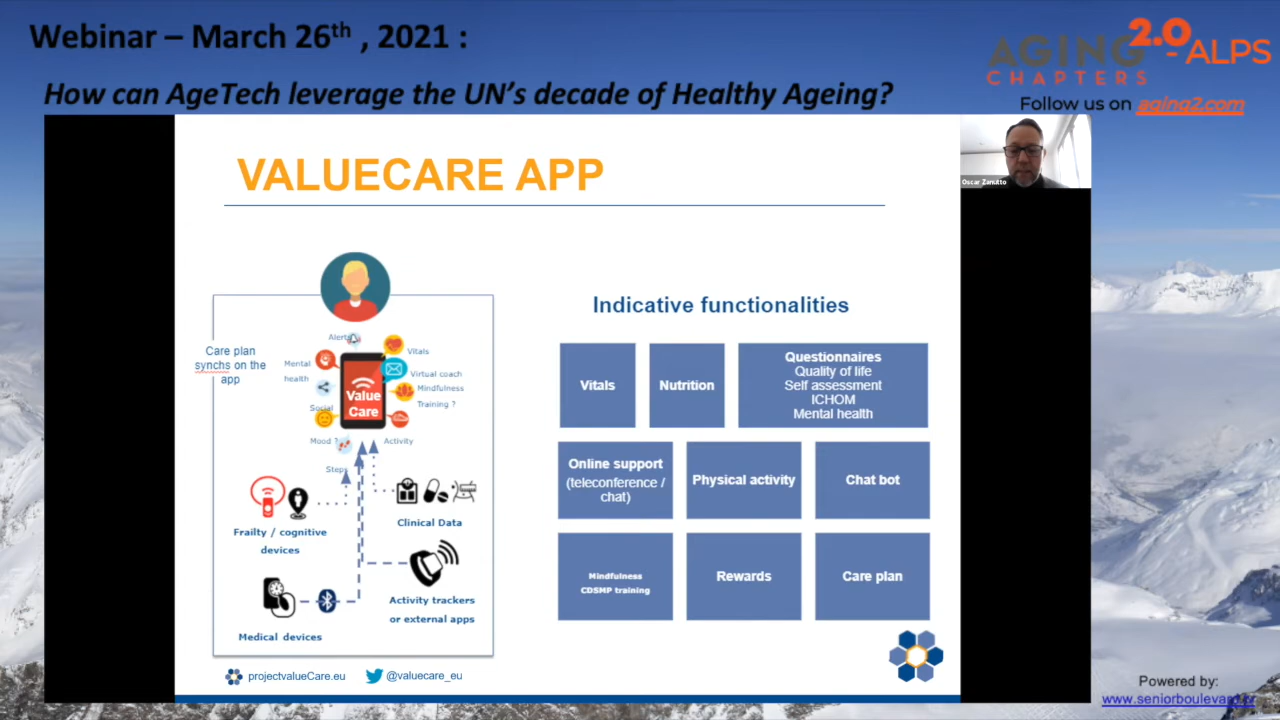 Webinar – March 26th , 2021 :
How can AgeTech leverage the UN's decade of Healthy Ageing?
AGING 2.0 - ALPS
CHAPTERS
Follow us on aging2.com
Oscar Zanutto
VALUECARE APP
Care plan
synchs on the
app
Alerts
Vitals
Mental
health
Virtual coach
Mindfulness
Training ?
Social
Value
Care
Mood ?
Activity
Steps
Frailty / cognitive
devices
Clinical Data
Activity trackers
or external apps
Medical devices
Indicative functionalities
Vitals
Nutrition
Questionnaires
Quality of life
Self assessment
ICHOM
Mental health
Online support
(teleconference /
chat)
Physical activity
Chat bot
Mindfulness
CDSMP training
Rewards
Care plan
projectvalueCare.eu
@valuecare_eu
Powered by: